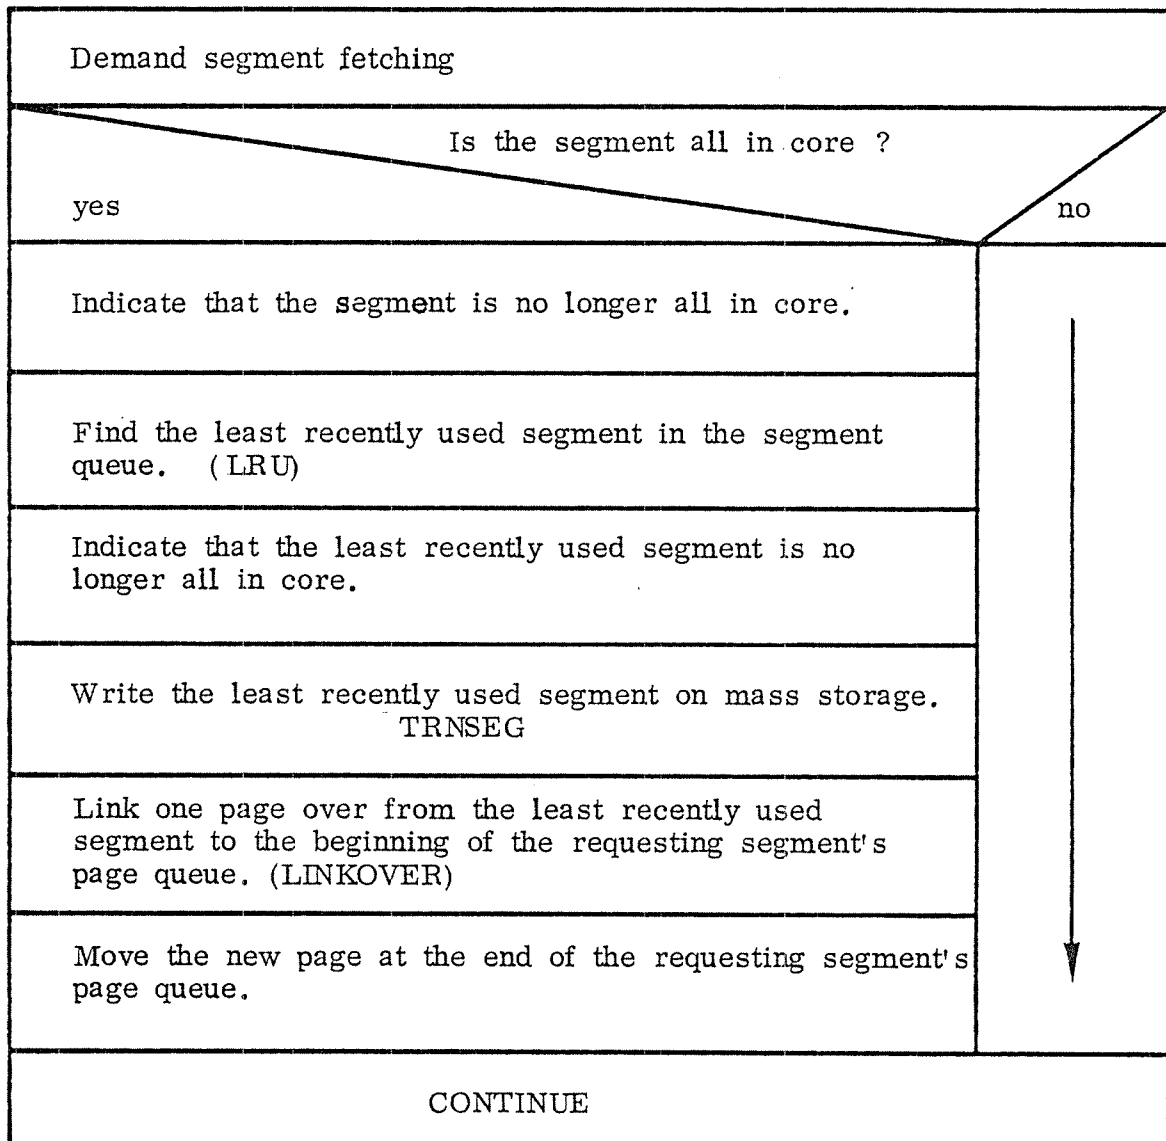 Demand segment fetching
Is the segment all in core ?
yes
no
Indicate that the segment is no longer all in core.
Find the least recently used segment in the segment
queue. (LRU)
Indicate that the least recently used segment is no
longer all in core.
Write the least recently used segment on mass storage.
TRNSEG
Link one page over from the least recently used
segment to the beginning of the requesting segment's
page queue. (LINKOVER)
Move the new page at the end of the requesting segment's
page queue.
CONTINUE